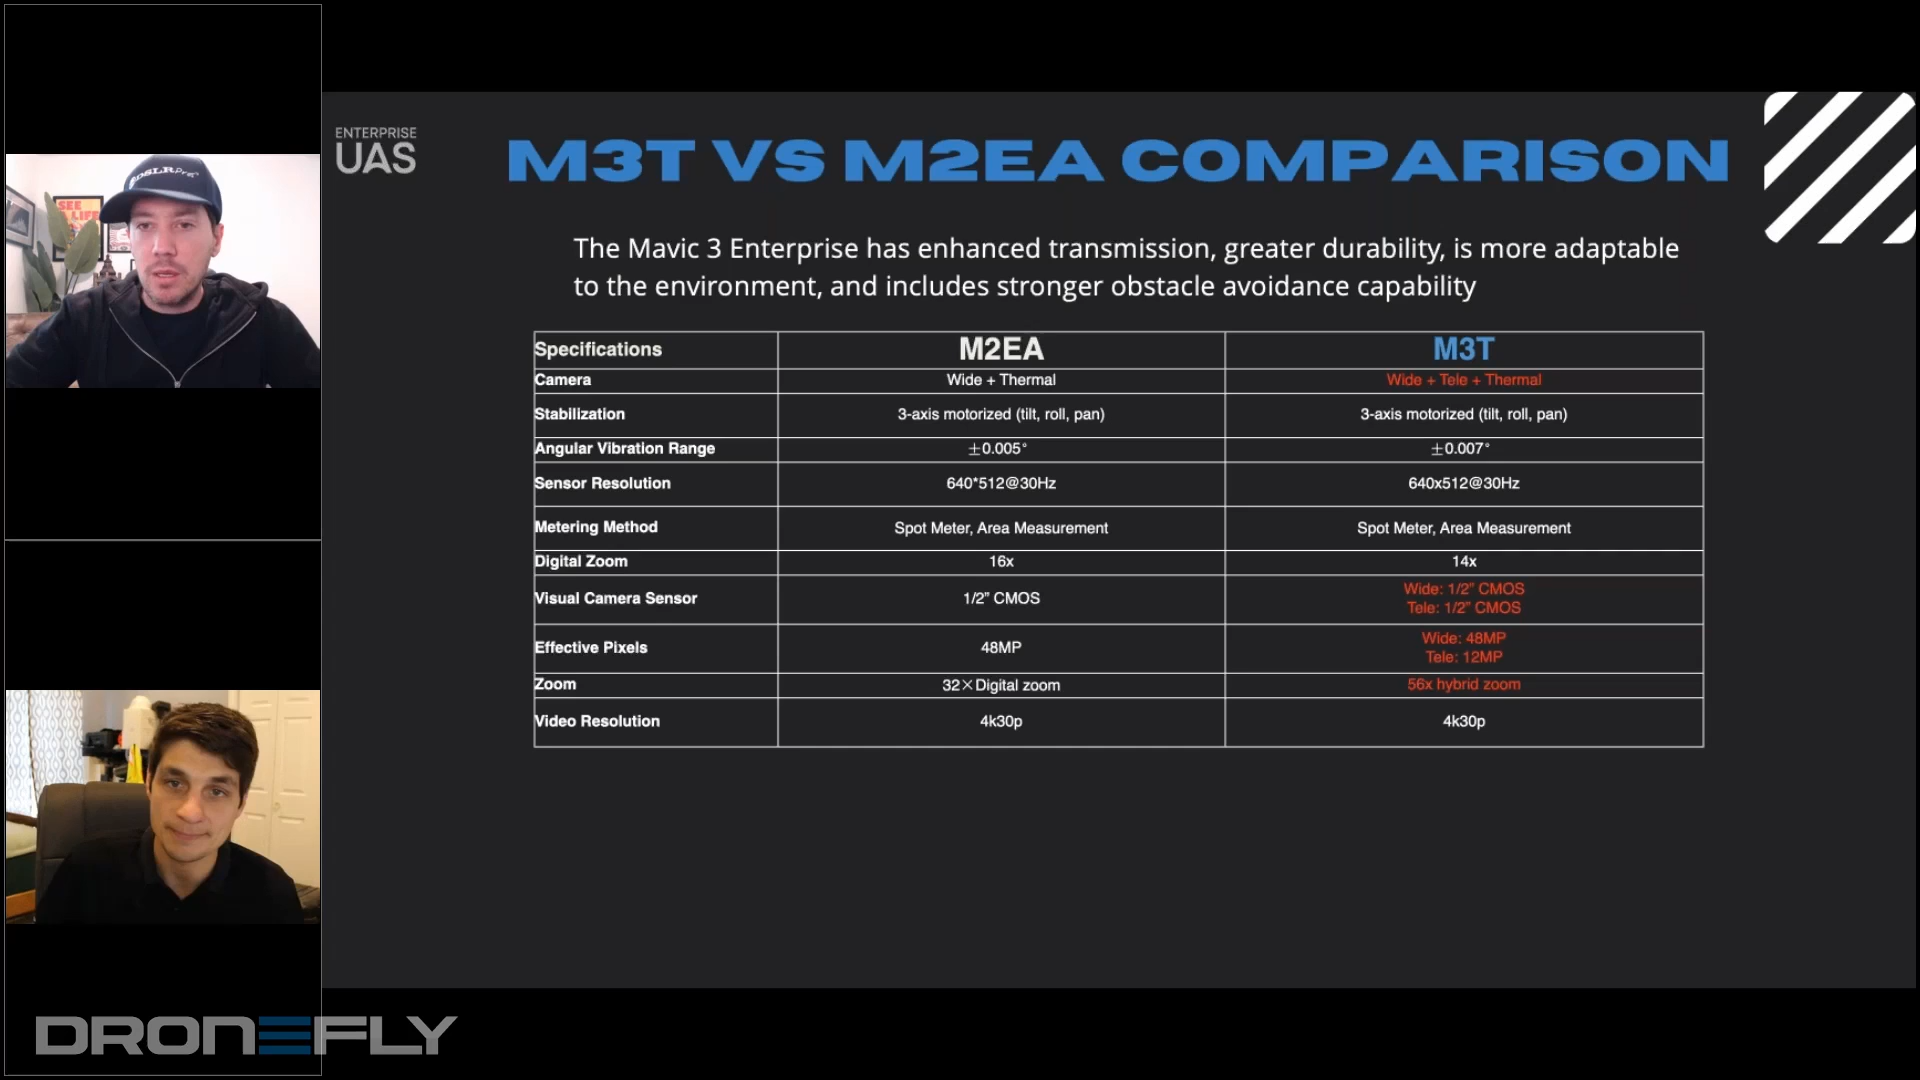 DSLRPro
SEE
LIFE
ENTERPRISE
UAS
M3T VS M2EA COMPARISON
The Mavic 3 Enterprise has enhanced transmission, greater durability, is more adaptable
to the environment, and includes stronger obstacle avoidance capability
Specifications M2EA M3T
Camera Wide + Thermal Wide + Tele + Thermal
Stabilization 3-axis motorized (tilt, roll, pan) 3-axis motorized (tilt, roll, pan)
Angular Vibration Range ±0.005° ±0.007°
Sensor Resolution 640*512@30Hz 640x512@30Hz
Metering Method Spot Meter, Area Measurement Spot Meter, Area Measurement
Digital Zoom 16x 14x
Visual Camera Sensor 1/2” CMOS Wide: 1/2” CMOS
Tele: 1/2” CMOS
Effective Pixels 48MP Wide: 48MP
Tele: 12MP
Zoom 32×Digital zoom 56x hybrid zoom
Video Resolution 4k30p 4k30p
DRONEFLY